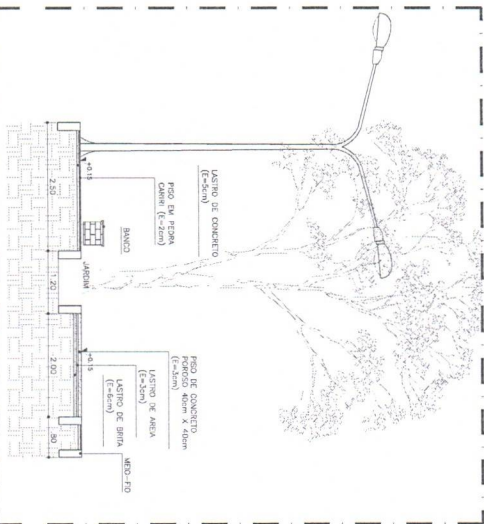 LASTRO DE CONCRETO
(E=5cm)
PISO EM PEDRA
CARIRI (E=2cm)
+0.15
BANCO
JARDIM
PISO DE CONCRETO
POROSO 40cm X 40cm
(E=3cm)
LASTRO DE AREIA
(E=3cm)
LASTRO DE BRITA
(E=6cm)
+0.15
MEIO-FIO
2.50
1.20
2.00
.80